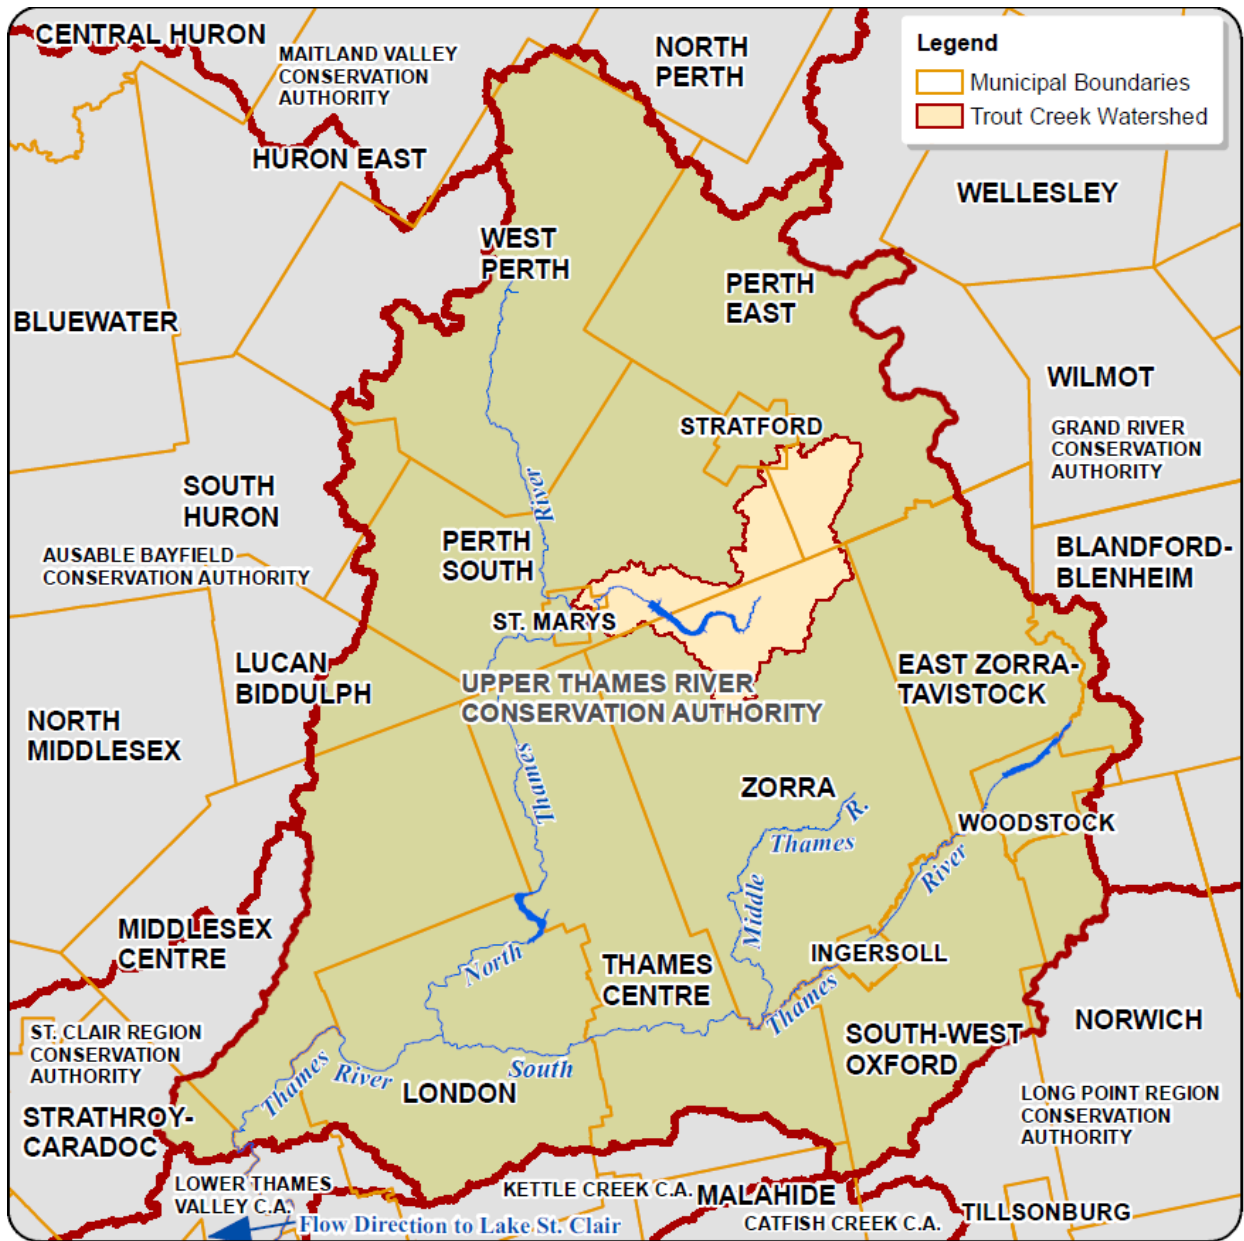 CENTRAL HURON
MAITLAND VALLEY
CONSERVATION
AUTHORITY
NORTH
PERTH
Legend
Municipal Boundaries
Trout Creek Watershed
HURON EAST
WELLESLEY
WEST
PERTH
PERTH
EAST
BLUEWATER
WILMOT
STRATFORD
GRAND RIVER
CONSERVATION
AUTHORITY
SOUTH
HURON
River
PERTH
SOUTH
AUSABLE BAYFIELD
CONSERVATION AUTHORITY
BLANDFORD-
BLENHEIM
ST. MARYS
LUCAN
BIDDULPH
UPPER THAMES RIVER
CONSERVATION AUTHORITY
EAST ZORRA-
TAVISTOCK
NORTH
MIDDLESEX
Thames
ZORRA
Thames
R.
WOODSTOCK
River
Middle
MIDDLESEX
CENTRE
North
THAMES
CENTRE
INGERSOLL
Thames
ST. CLAIR REGION
CONSERVATION
AUTHORITY
SOUTH-WEST
OXFORD
NORWICH
Thames
River
South
LONDON
STRATHROY-
CARADOC
LONG POINT REGION
CONSERVATION
AUTHORITY
LOWER THAMES
VALLEY C.A.
KETTLE CREEK C.A.
MALAHIDE
CATFISH CREEK C.A.
TILLSONBURG
Flow Direction to Lake St. Clair